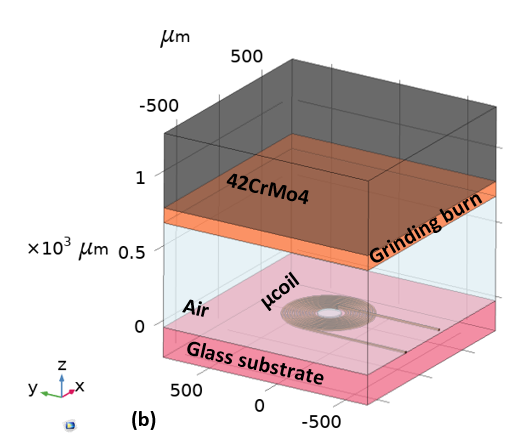 μm
500
-500
1
42CrMo4
Grinding burn
×10³ μm 0.5
μcoil
Air
0
Glass substrate
z
y x
500
0
-500
(b)